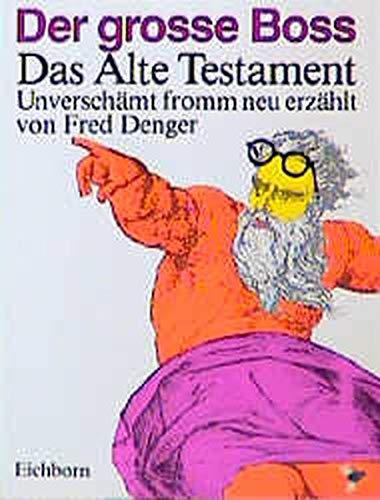 Der grosse Boss
Das Alte Testament
Unverschämt fromm neu erzählt
von Fred Denger
Eichborn